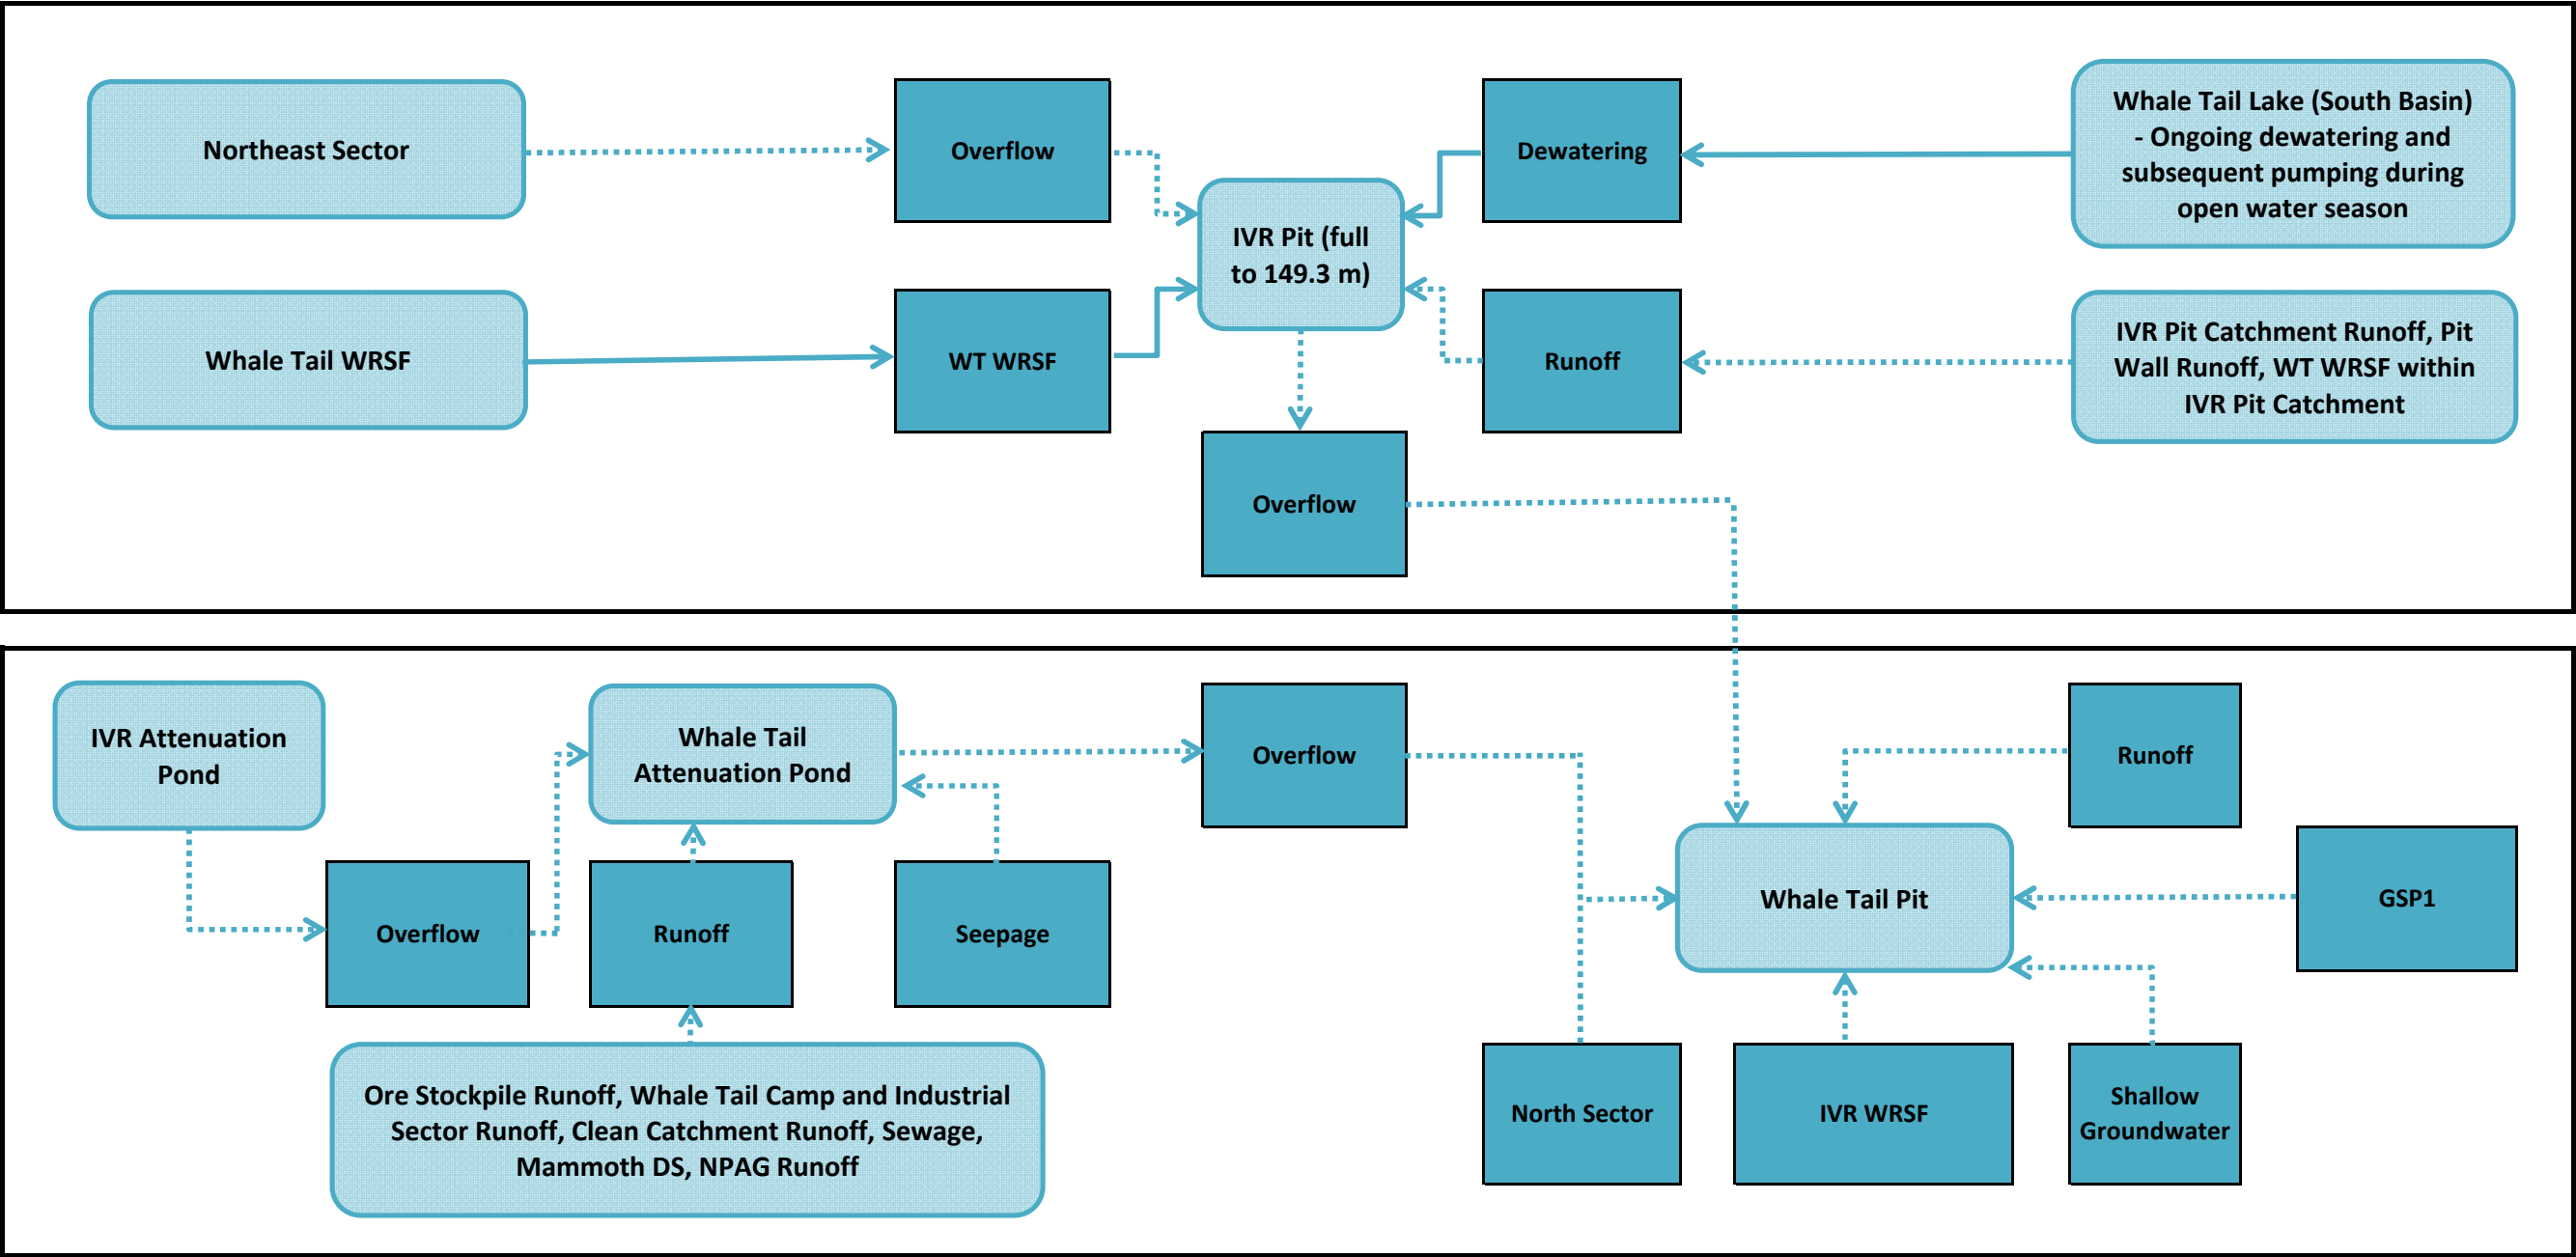 Northeast Sector
Overflow
Dewatering
Whale Tail Lake (South Basin)
- Ongoing dewatering and
subsequent pumping during
open water season
IVR Pit (full
to 149.3 m)
Whale Tail WRSF
WT WRSF
Runoff
IVR Pit Catchment Runoff, Pit
Wall Runoff, WT WRSF within
IVR Pit Catchment
Overflow
IVR Attenuation
Pond
Whale Tail
Attenuation Pond
Overflow
Runoff
Overflow
Runoff
Seepage
Whale Tail Pit
GSP1
Ore Stockpile Runoff, Whale Tail Camp and Industrial
Sector Runoff, Clean Catchment Runoff, Sewage,
Mammoth DS, NPAG Runoff
North Sector
IVR WRSF
Shallow
Groundwater